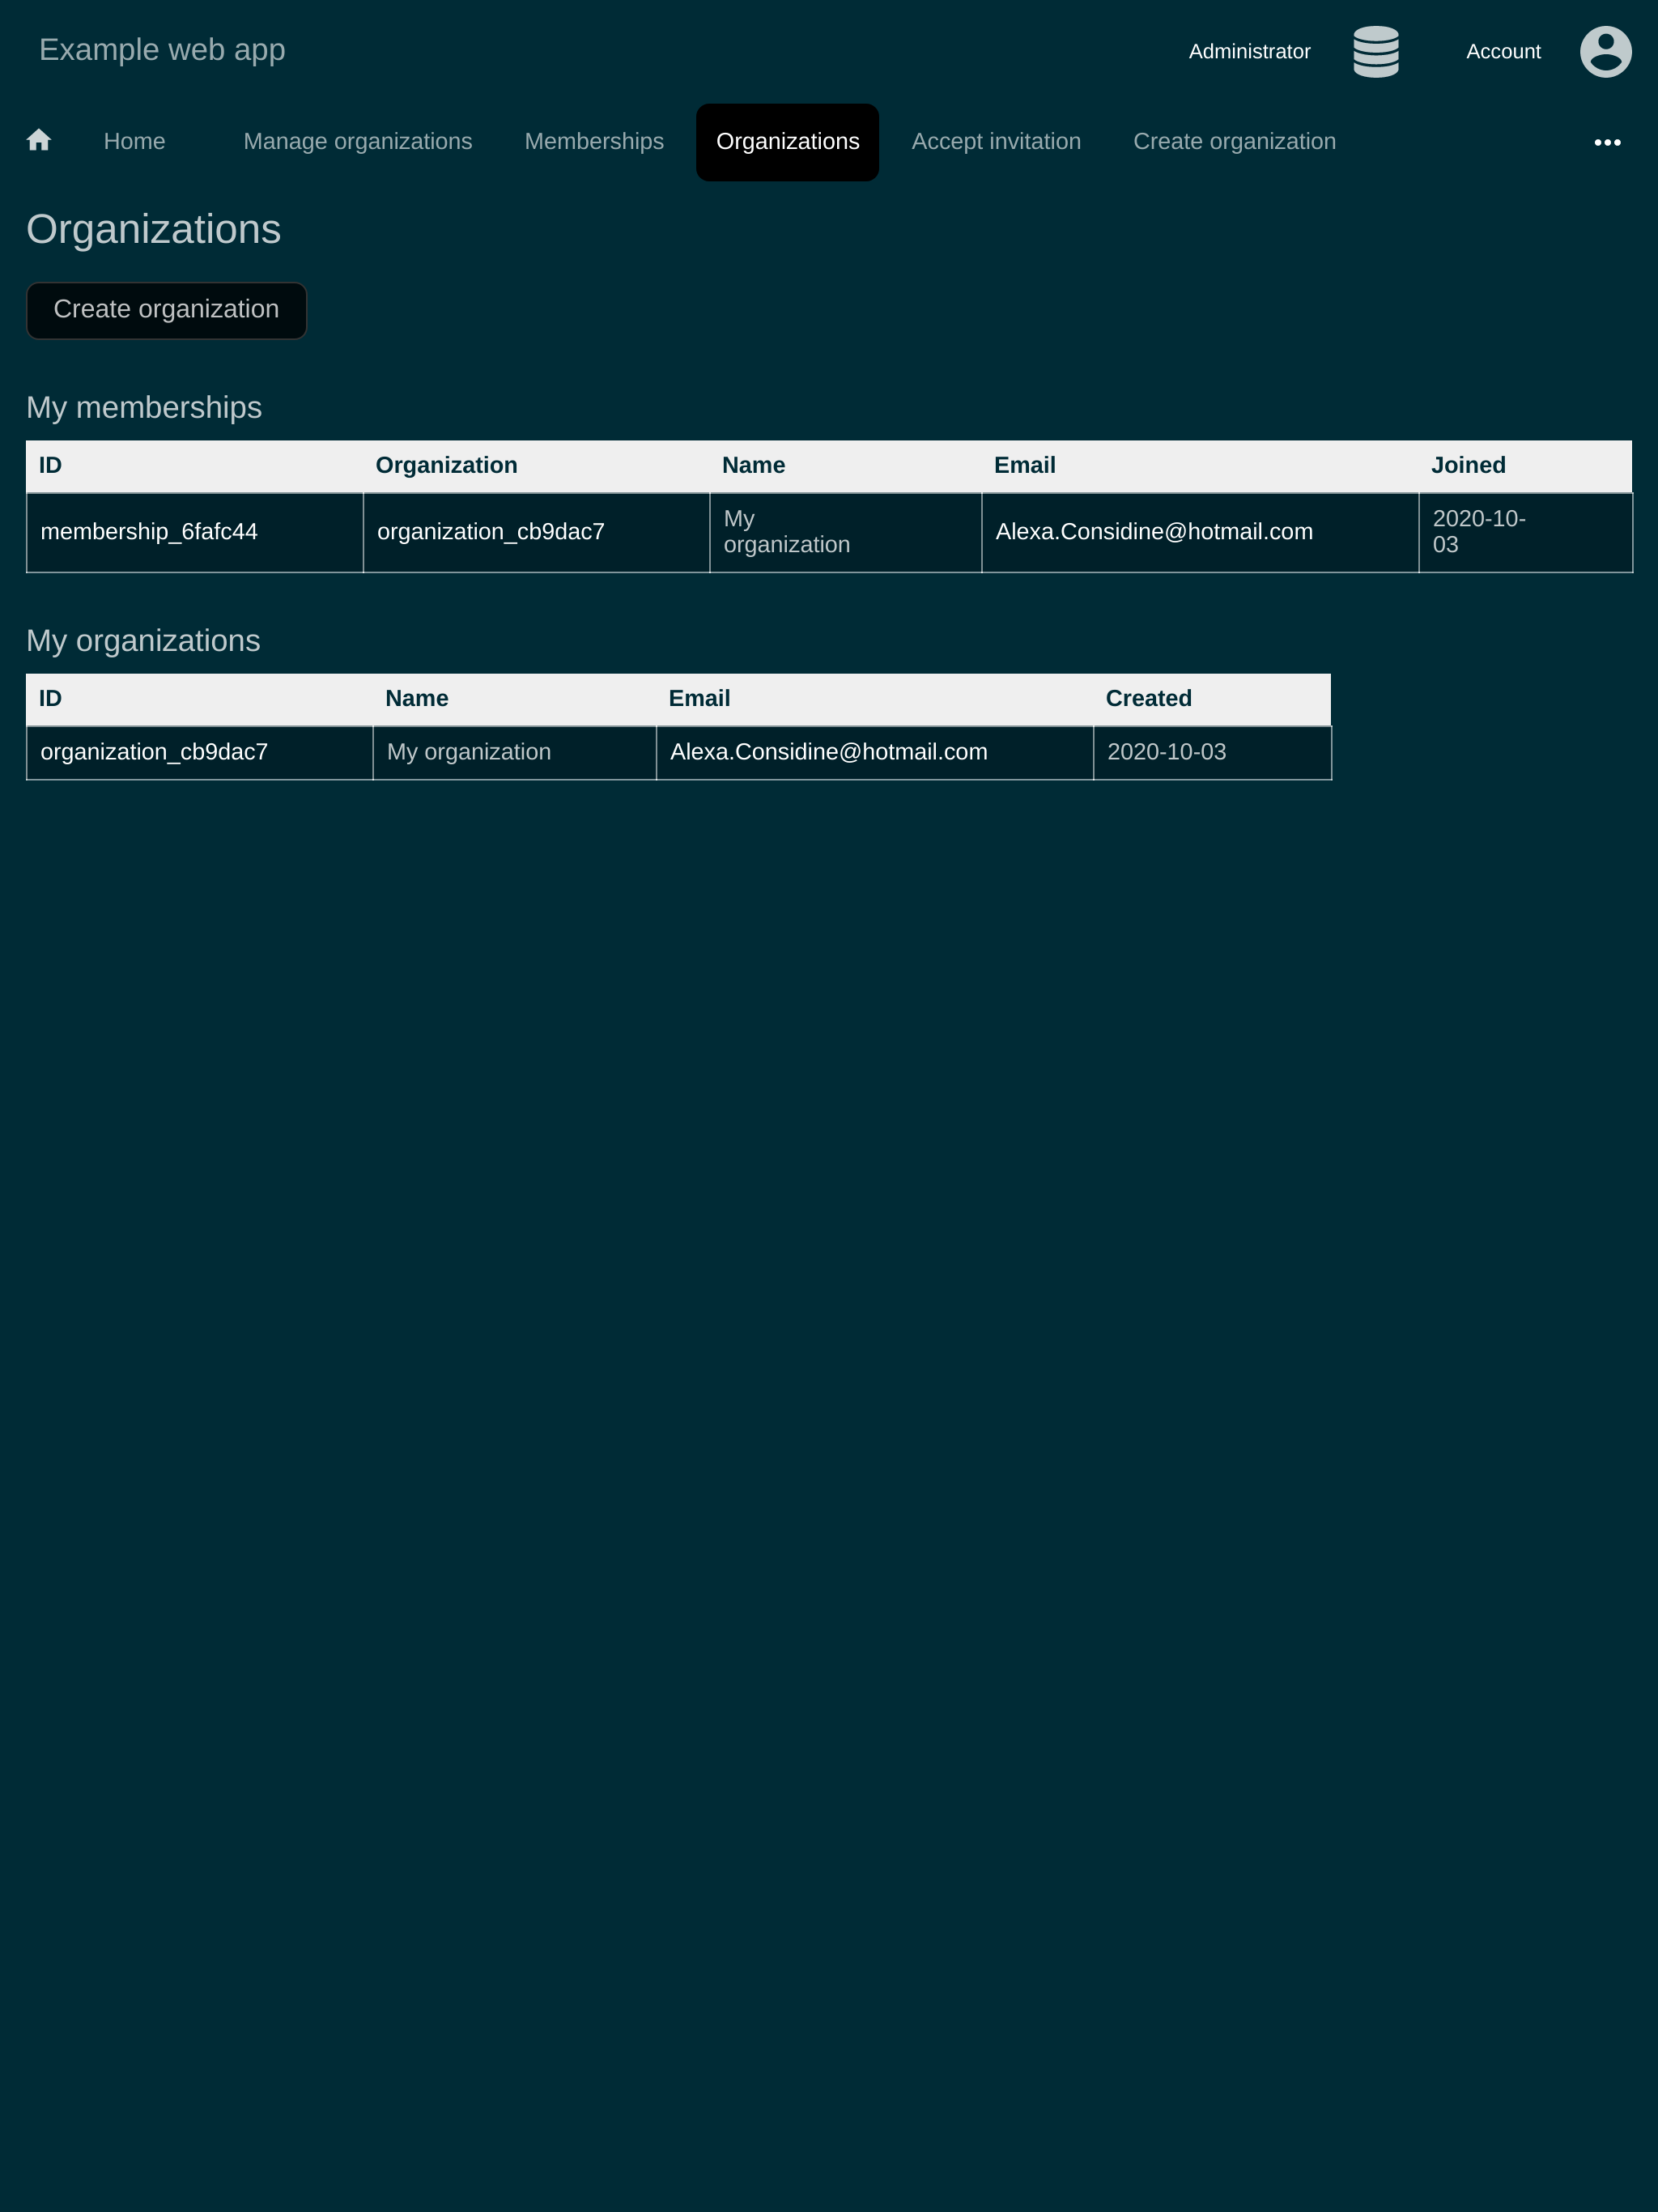 Example web app
Administrator
Account
Home
Manage organizations
Memberships
Organizations
Accept invitation
Create organization
Organizations
Create organization
My memberships
ID Organization Name Email Joined
membership_6fafc44 organization_cb9dac7 My organization Alexa.Considine@hotmail.com 2020-10-03
My organizations
ID Name Email Created
organization_cb9dac7 My organization Alexa.Considine@hotmail.com 2020-10-03